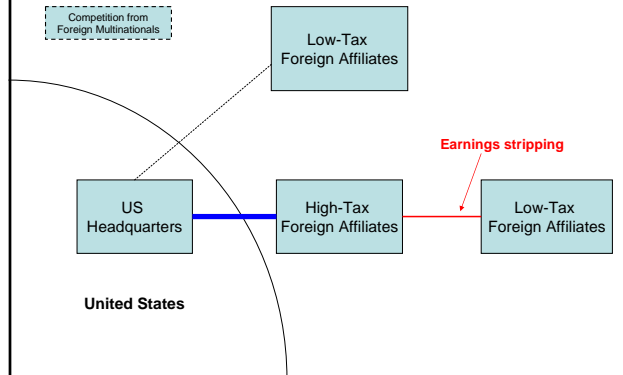 Competition from
Foreign Multinationals
Low-Tax
Foreign Affiliates
Earnings stripping
US
Headquarters
High-Tax
Foreign Affiliates
Low-Tax
Foreign Affiliates
United States